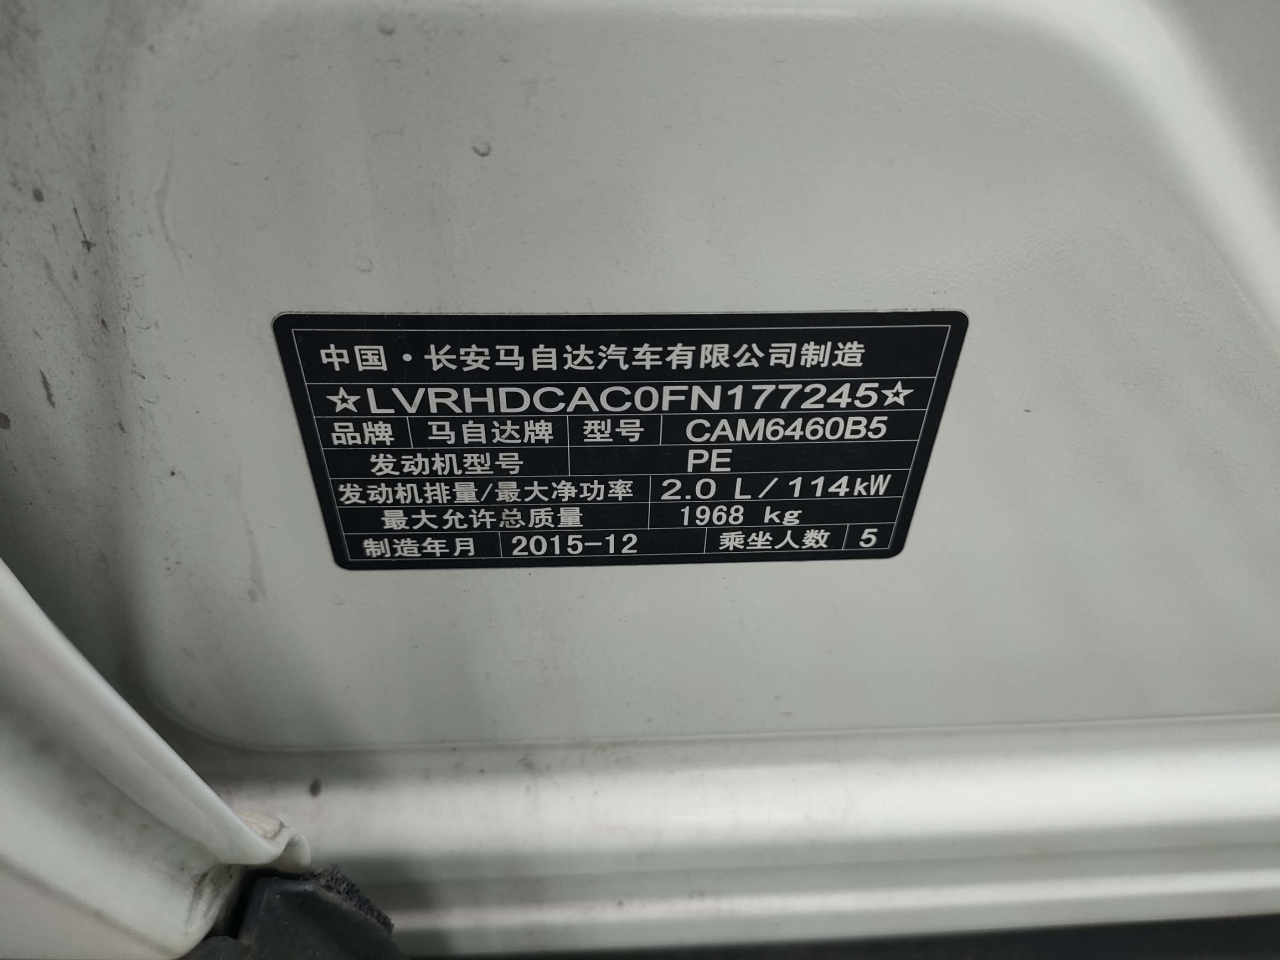 中国·长安马自达汽车有限公司制造
☆LVRHDCAC0FN177245☆
品牌 马自达牌 型号 CAM6460B5
发动机型号 PE
发动机排量/最大净功率 2.0 L/114kW
最大允许总质量 1968 kg
制造年月 2015-12 乘坐人数 5